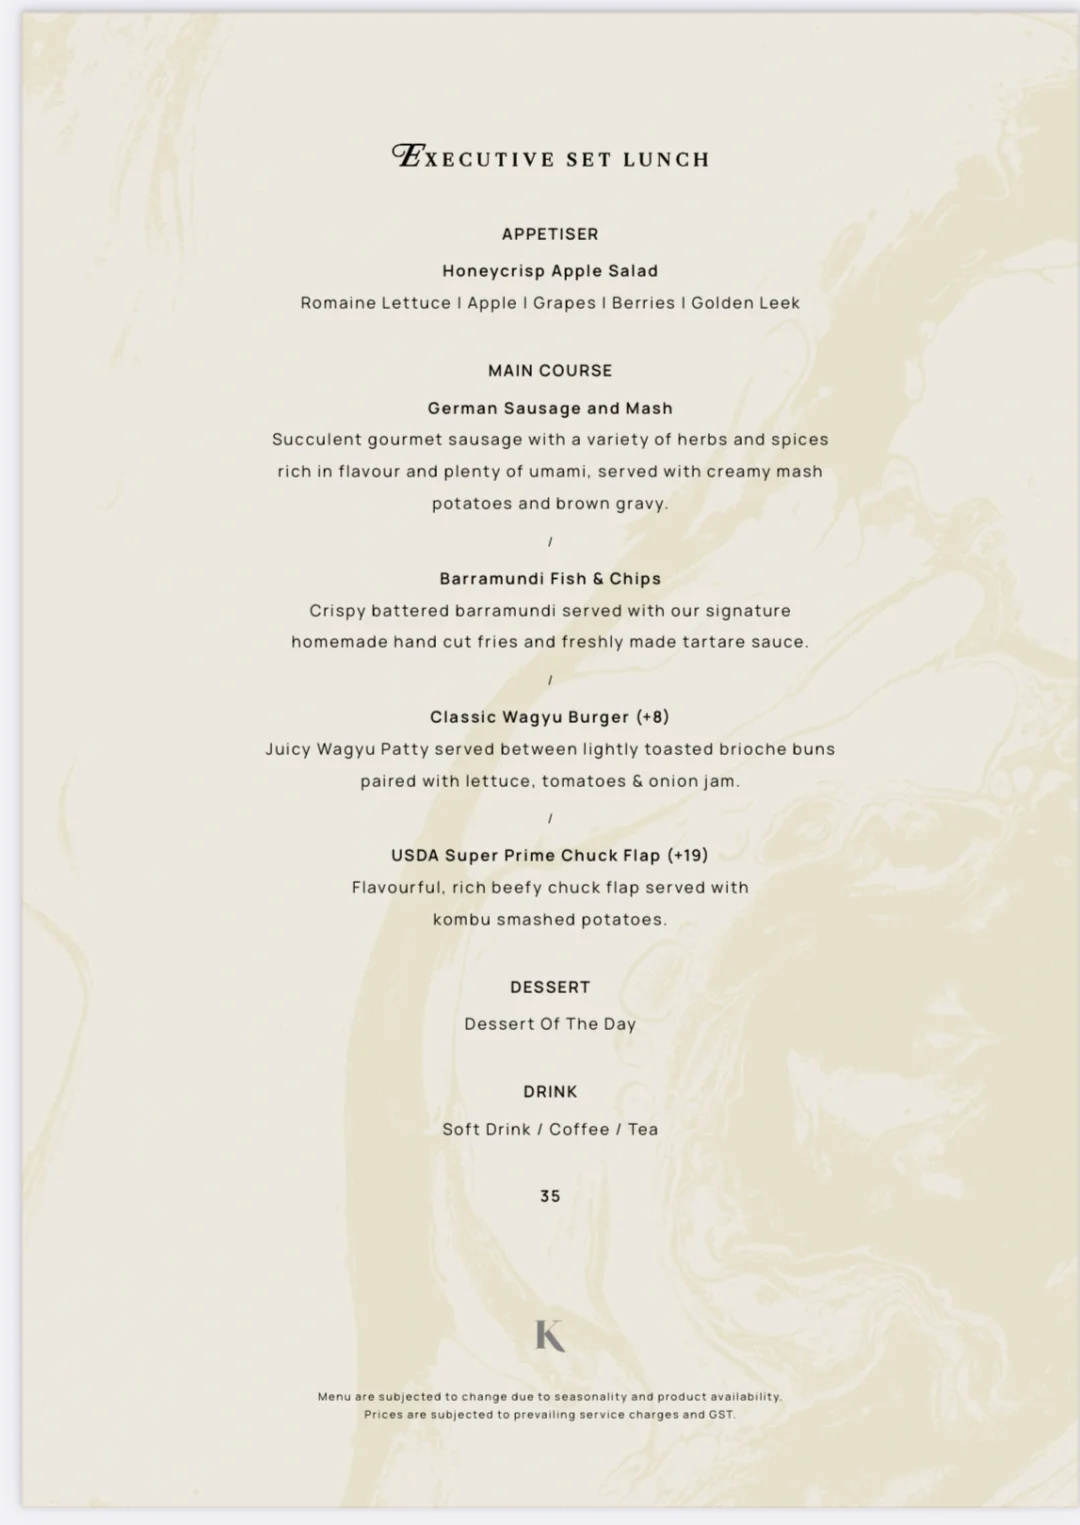 EXECUTIVE SET LUNCH
APPETISER
Honeycrisp Apple Salad
Romaine Lettuce | Apple | Grapes | Berries | Golden Leek
MAIN COURSE
German Sausage and Mash
Succulent gourmet sausage with a variety of herbs and spices
rich in flavour and plenty of umami, served with creamy mash
potatoes and brown gravy.
/
Barramundi Fish & Chips
Crispy battered barramundi served with our signature
homemade hand cut fries and freshly made tartare sauce.
/
Classic Wagyu Burger (+8)
Juicy Wagyu Patty served between lightly toasted brioche buns
paired with lettuce, tomatoes & onion jam.
/
USDA Super Prime Chuck Flap (+19)
Flavourful, rich beefy chuck flap served with
kombu smashed potatoes.
DESSERT
Dessert Of The Day
DRINK
Soft Drink / Coffee / Tea
35
K
Menu are subjected to change due to seasonality and product availability.
Prices are subjected to prevailing service charges and GST.